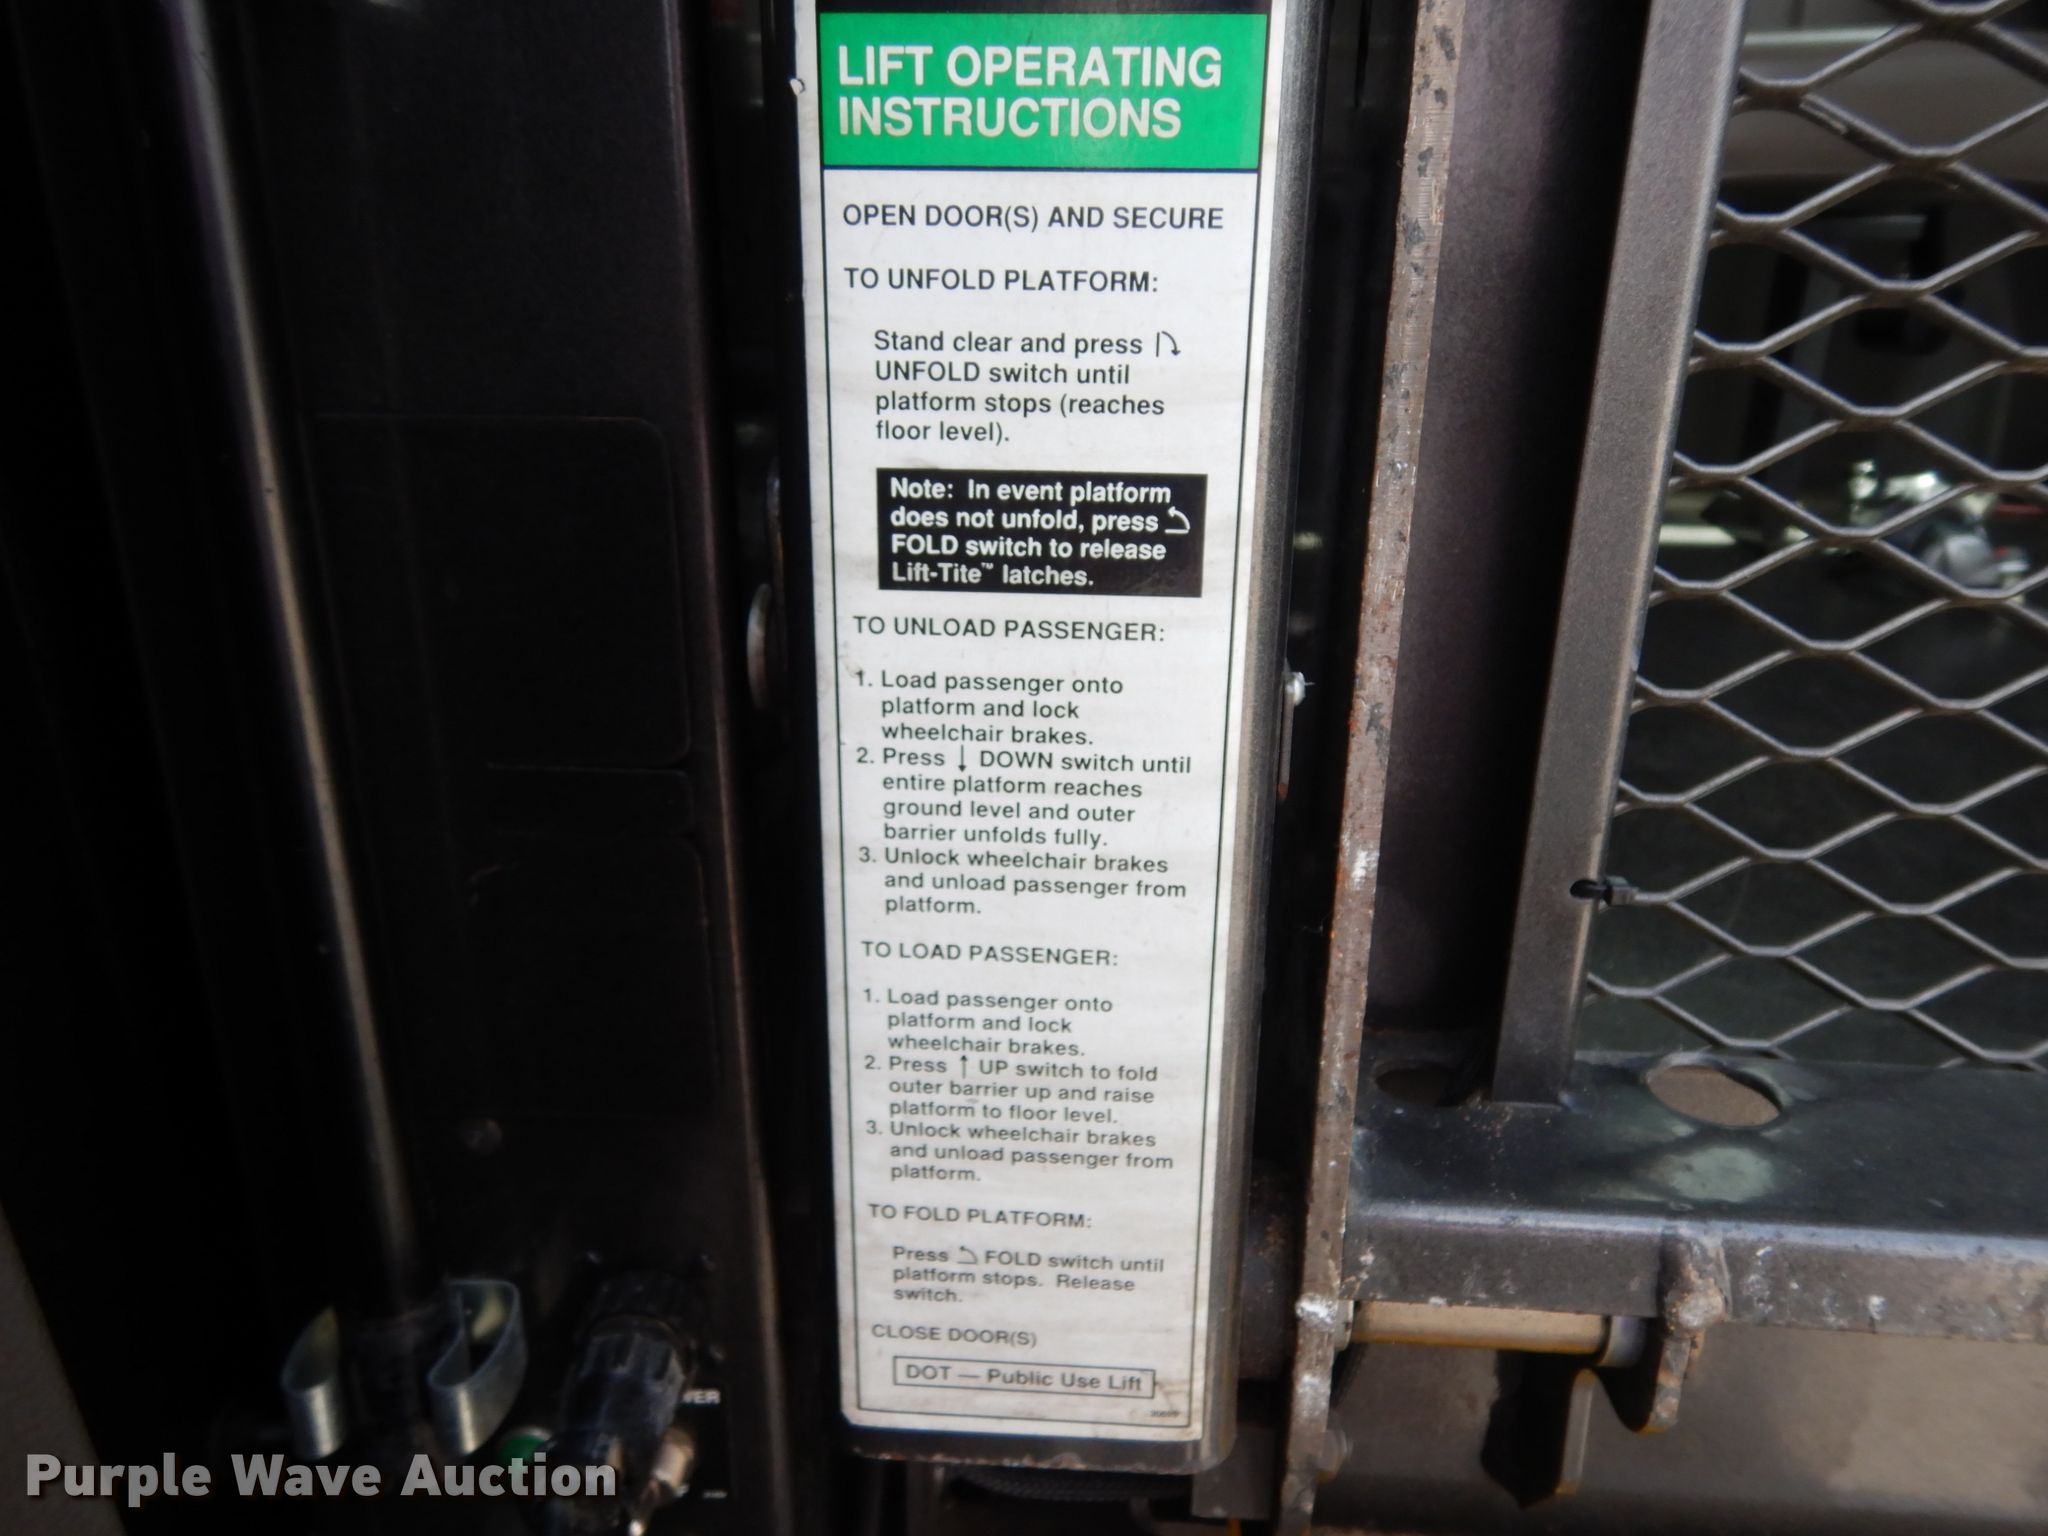 LIFT OPERATING
INSTRUCTIONS
OPEN DOOR(S) AND SECURE
TO UNFOLD PLATFORM:
Stand clear and press
UNFOLD switch until
platform stops (reaches
floor level).
Note: In event platform
does not unfold, press
FOLD switch to release
Lift-Tite™ latches.
TO UNLOAD PASSENGER:
1. Load passenger onto
platform and lock
wheelchair brakes.
2. Press ↓ DOWN switch until
entire platform reaches
ground level and outer
barrier unfolds fully.
3. Unlock wheelchair brakes
and unload passenger from
platform.
TO LOAD PASSENGER:
1. Load passenger onto
platform and lock
wheelchair brakes.
2. Press ↑ UP switch to fold
outer barrier up and raise
platform to floor level.
3. Unlock wheelchair brakes
and unload passenger from
platform.
TO FOLD PLATFORM:
Press FOLD switch until
platform stops. Release
switch.
CLOSE DOOR(S)
DOT — Public Use Lift
Purple Wave Auction